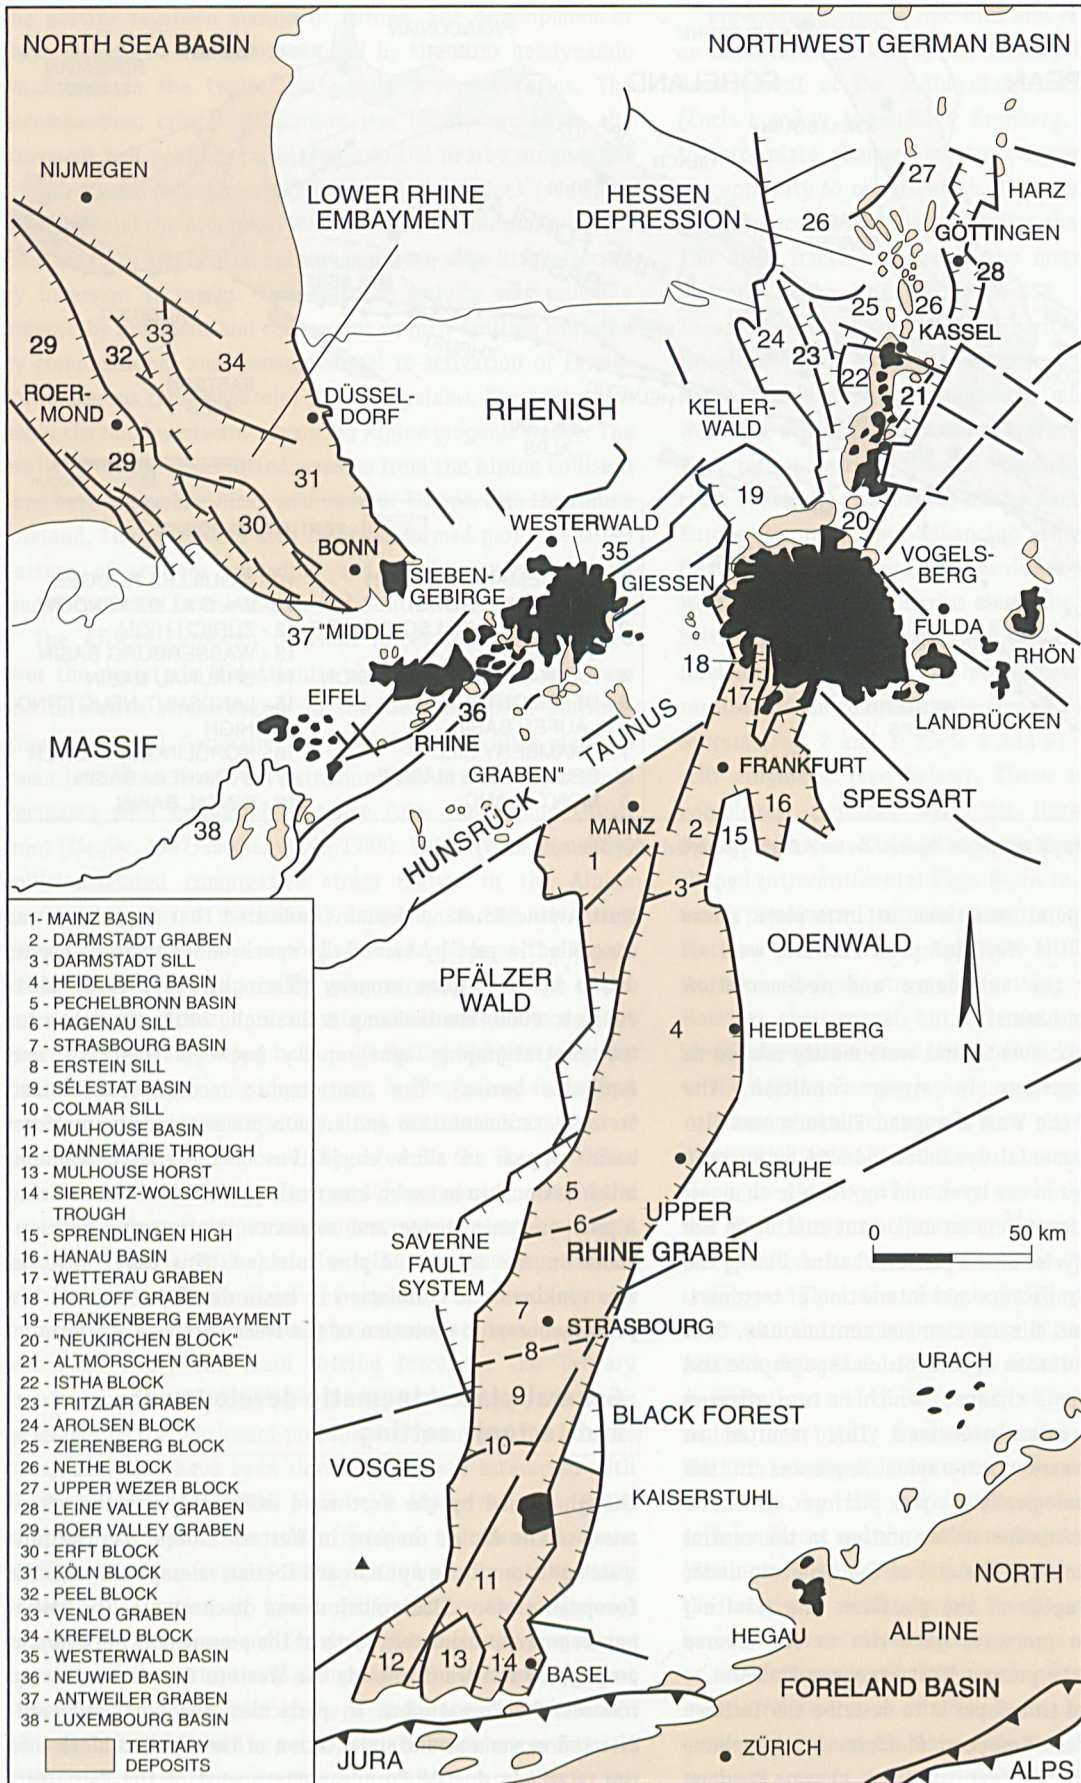 NORTH SEA BASIN
NORTHWEST GERMAN BASIN
NIJMEGEN
LOWER RHINE
EMBAYMENT
HESSEN
DEPRESSION
27
HARZ
26
GÖTTINGEN
28
29
32
33
34
25
26
KASSEL
24
23
22
21
ROER-
MOND
DÜSSEL-
DORF
RHENISH
KELLER-
WALD
29
31
19
30
20
WESTERWALD
35
BONN
SIEBEN-
GEBIRGE
GIESSEN
VOGELS-
BERG
FULDA
RHÖN
37
"MIDDLE
18
17
EIFEL
36
RHINE
LANDRÜCKEN
MASSIF
TAUNUS
GRABEN"
FRANKFURT
SPESSART
38
HUNSRÜCK
MAINZ
16
2
15
1
3
ODENWALD
PFÄLZER
WALD
4
HEIDELBERG
N
KARLSRUHE
5
6
UPPER
RHINE GRABEN
SAVERNE
FAULT
SYSTEM
0
50 km
7
STRASBOURG
8
URACH
9
BLACK FOREST
10
VOSGES
KAISERSTUHL
11
NORTH
HEGAU
ALPINE
12
13
14
BASEL
FORELAND BASIN
JURA
ZÜRICH
ALPS
1- MAINZ BASIN
2 - DARMSTADT GRABEN
3 - DARMSTADT SILL
4 - HEIDELBERG BASIN
5 - PECHELBRONN BASIN
6 - HAGENAU SILL
7 - STRASBOURG BASIN
8 - ERSTEIN SILL
9 - SÉLESTAT BASIN
10 - COLMAR SILL
11 - MULHOUSE BASIN
12 - DANNEMARIE THROUGH
13 - MULHOUSE HORST
14 - SIERENTZ-WOLSCHWILLER
TROUGH
15 - SPRENDLINGEN HIGH
16 - HANAU BASIN
17 - WETTERAU GRABEN
18 - HORLOFF GRABEN
19 - FRANKENBERG EMBAYMENT
20 - "NEUKIRCHEN BLOCK"
21 - ALTMORSCHEN GRABEN
22 - ISTHA BLOCK
23 - FRITZLAR GRABEN
24 - AROLSEN BLOCK
25 - ZIERENBERG BLOCK
26 - NETHE BLOCK
27 - UPPER WEZER BLOCK
28 - LEINE VALLEY GRABEN
29 - ROER VALLEY GRABEN
30 - ERFT BLOCK
31 - KÖLN BLOCK
32 - PEEL BLOCK
33 - VENLO GRABEN
34 - KREFELD BLOCK
35 - WESTERWALD BASIN
36 - NEUWIED BASIN
37 - ANTWEILER GRABEN
38 - LUXEMBOURG BASIN
TERTIARY
DEPOSITS